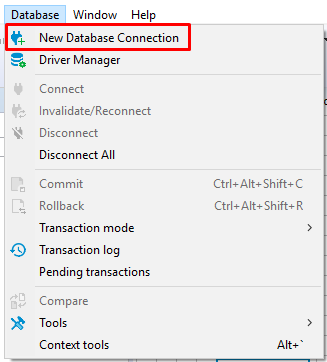 Database Window Help
New Database Connection
Driver Manager
Connect
Invalidate/Reconnect
Disconnect
Disconnect All
Commit Ctrl+Alt+Shift+C
Rollback Ctrl+Alt+Shift+R
Transaction mode
Transaction log
Pending transactions
Compare
Tools
Context tools Alt+`